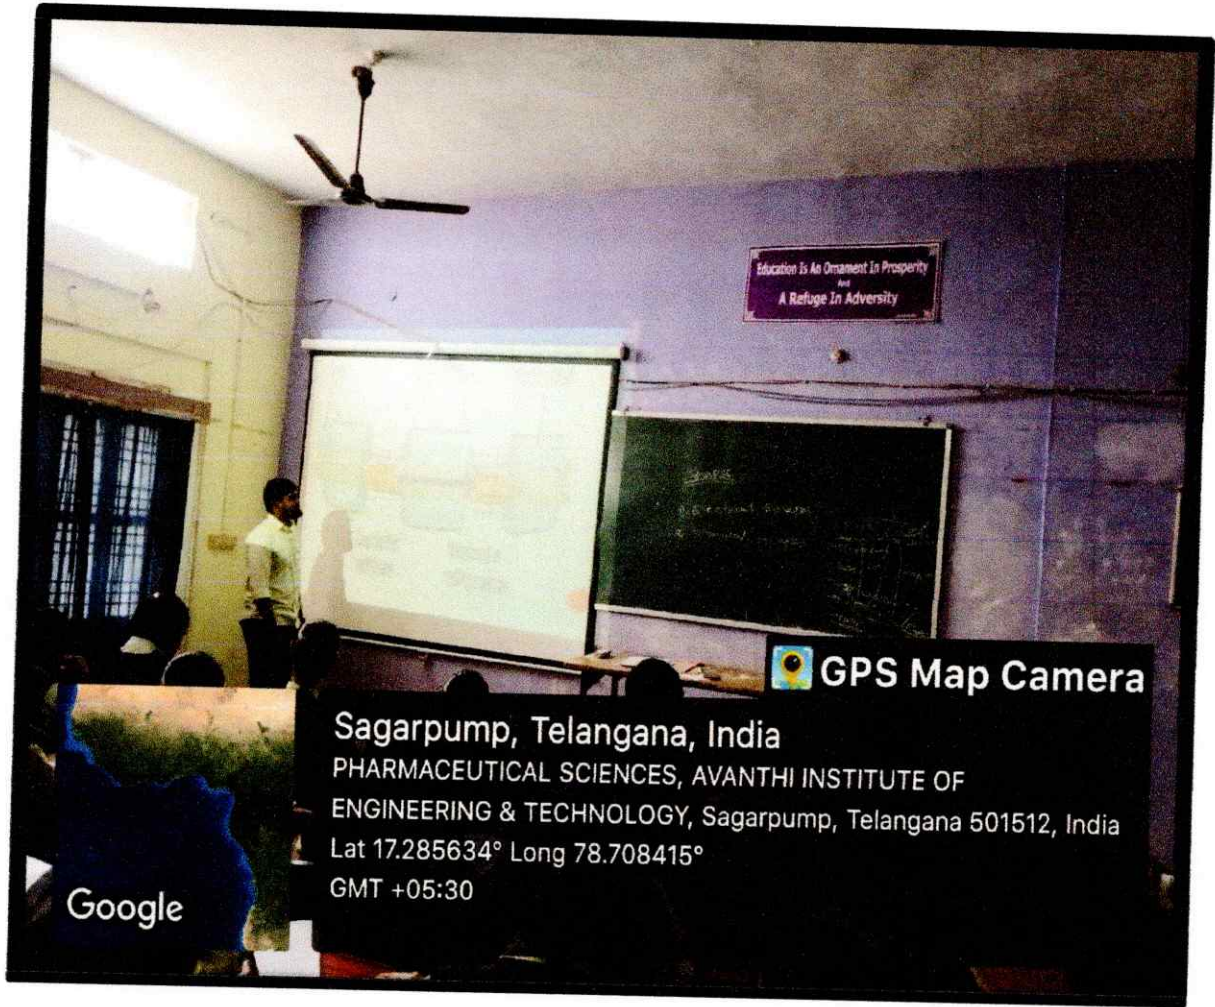 Education Is An Ornament In Prosperity
And
A Refuge In Adversity
GPS Map Camera
Sagarpump, Telangana, India
PHARMACEUTICAL SCIENCES, AVANTHI INSTITUTE OF
ENGINEERING & TECHNOLOGY, Sagarpump, Telangana 501512, India
Lat 17.285634° Long 78.708415°
GMT +05:30
Google